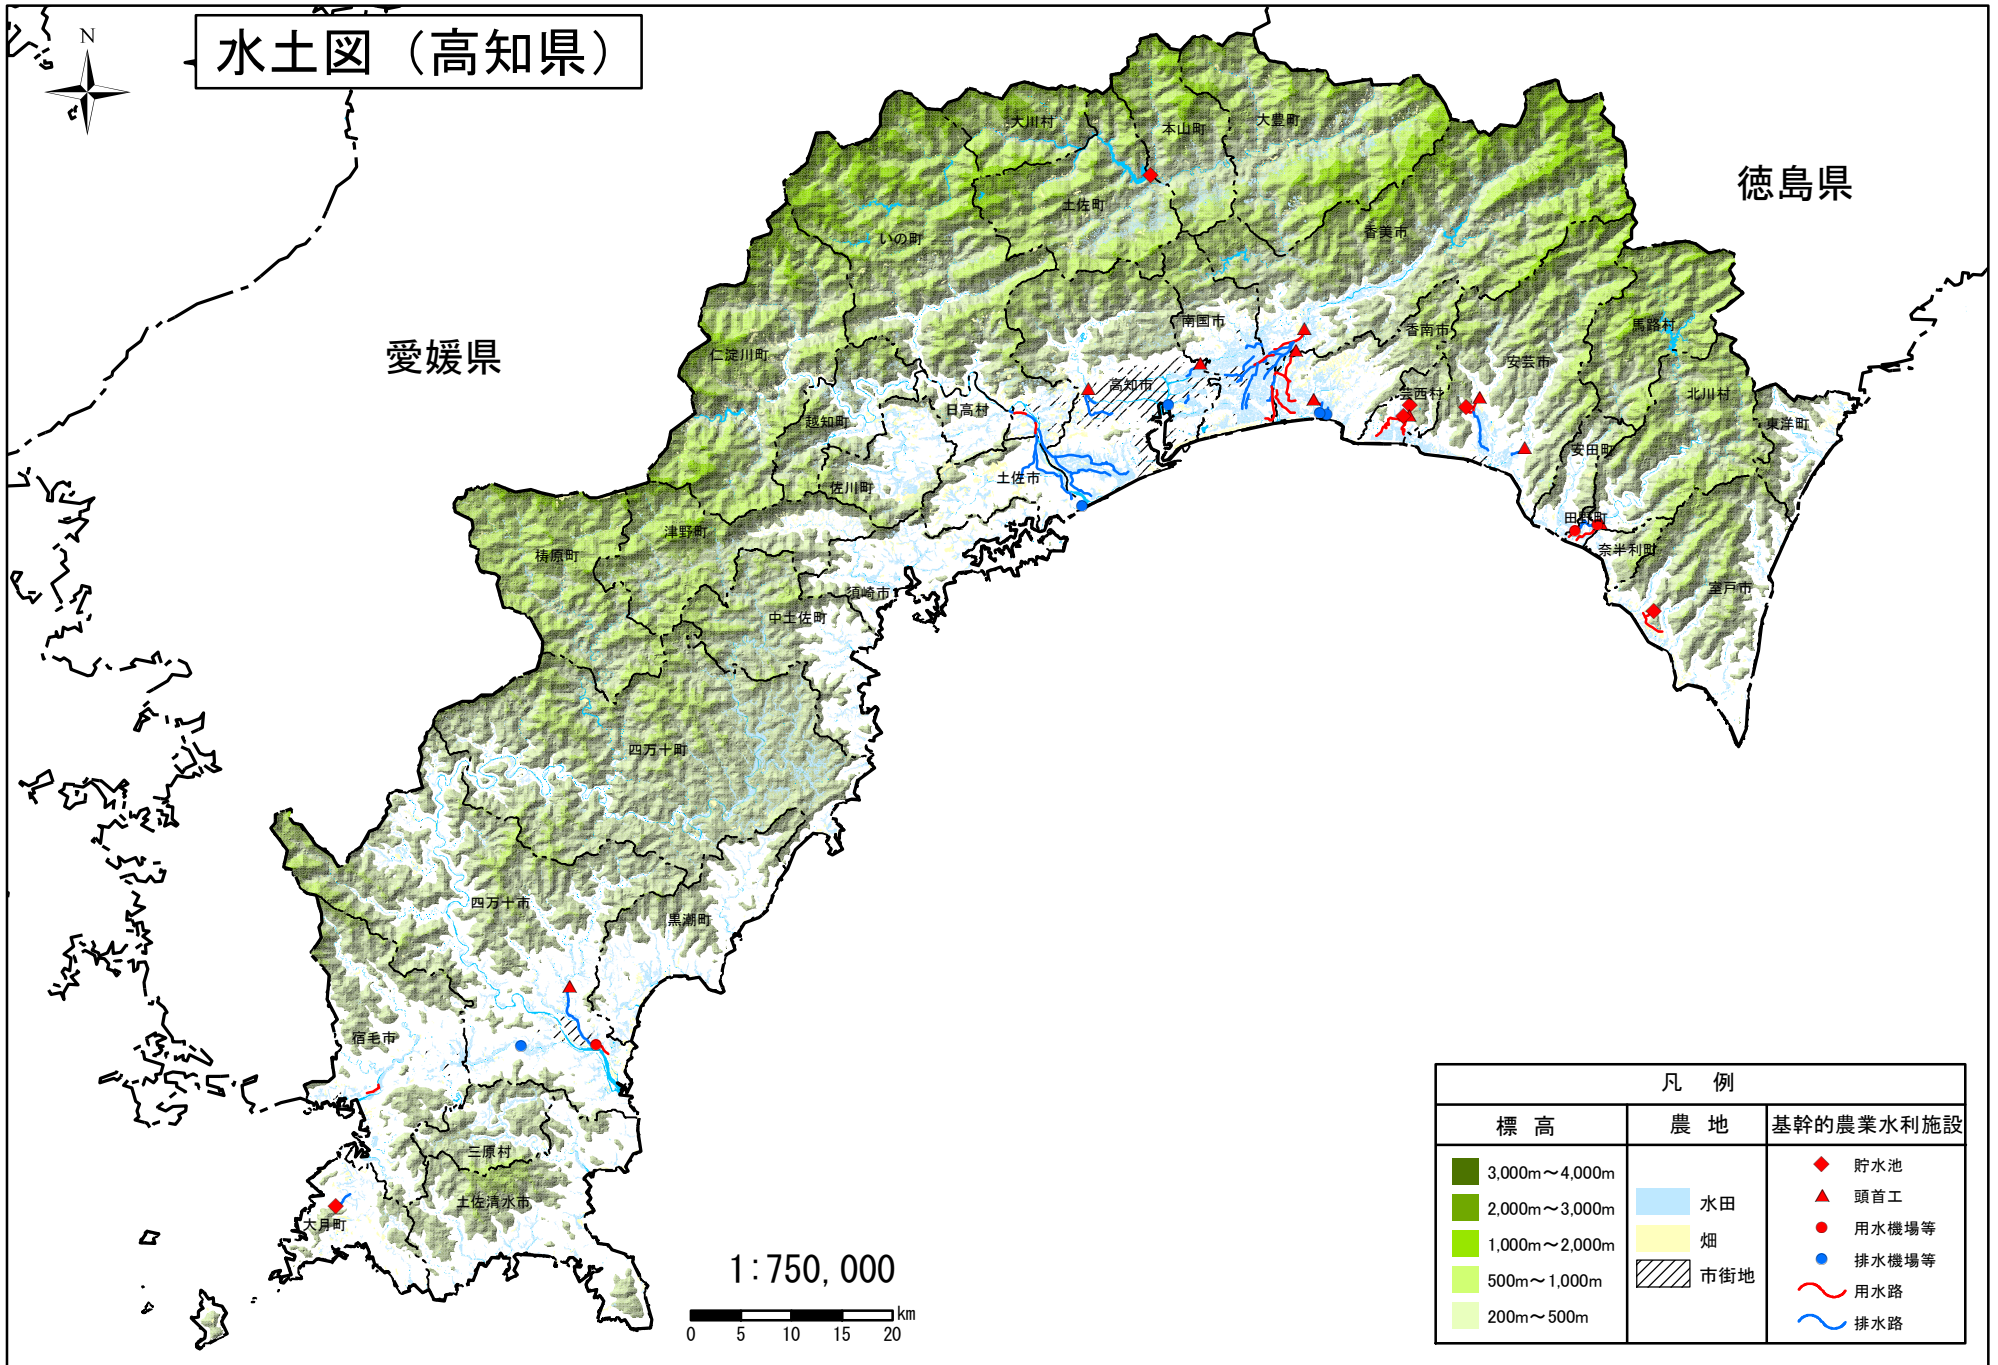 水土図（高知県）
N
徳島県
愛媛県
大川村
本山町
大豊町
土佐町
いの町
香美市
南国市
香南市
馬路村
仁淀川町
安芸市
高知市
芸西村
北川村
日高村
越知町
東洋町
安田町
土佐市
佐川町
田野町
津野町
奈半利町
梼原町
室戸市
須崎市
中土佐町
四万十町
四万十市
黒潮町
宿毛市
三原村
土佐清水市
大月町
1:750,000
km
0 5 10 15 20
凡 例
標 高
3,000m～4,000m
2,000m～3,000m
1,000m～2,000m
500m～1,000m
200m～500m
農 地
水田
畑
市街地
基幹的農業水利施設
貯水池
頭首工
用水機場等
排水機場等
用水路
排水路